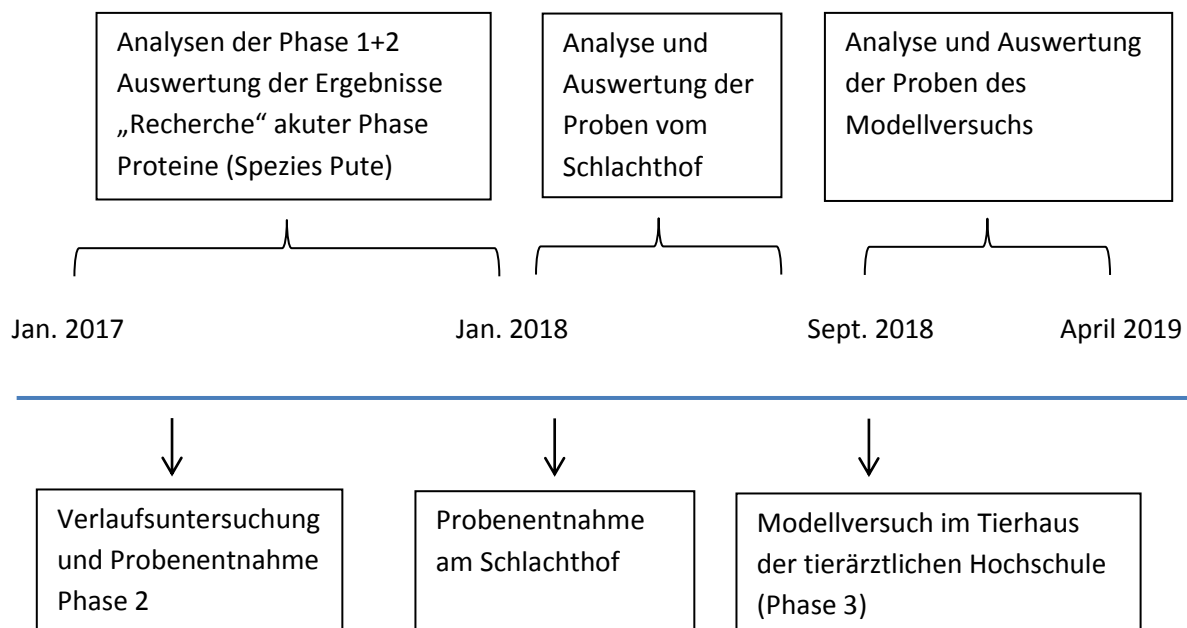 Analysen der Phase 1+2
Auswertung der Ergebnisse
„Recherche“ akuter Phase
Proteine (Spezies Pute)
Analyse und
Auswertung der
Proben vom
Schlachthof
Analyse und Auswertung
der Proben des
Modellversuchs
Jan. 2017
Jan. 2018
Sept. 2018
April 2019
Verlaufsuntersuchung
und Probenentnahme
Phase 2
Probenentnahme
am Schlachthof
Modellversuch im Tierhaus
der tierärztlichen Hochschule
(Phase 3)